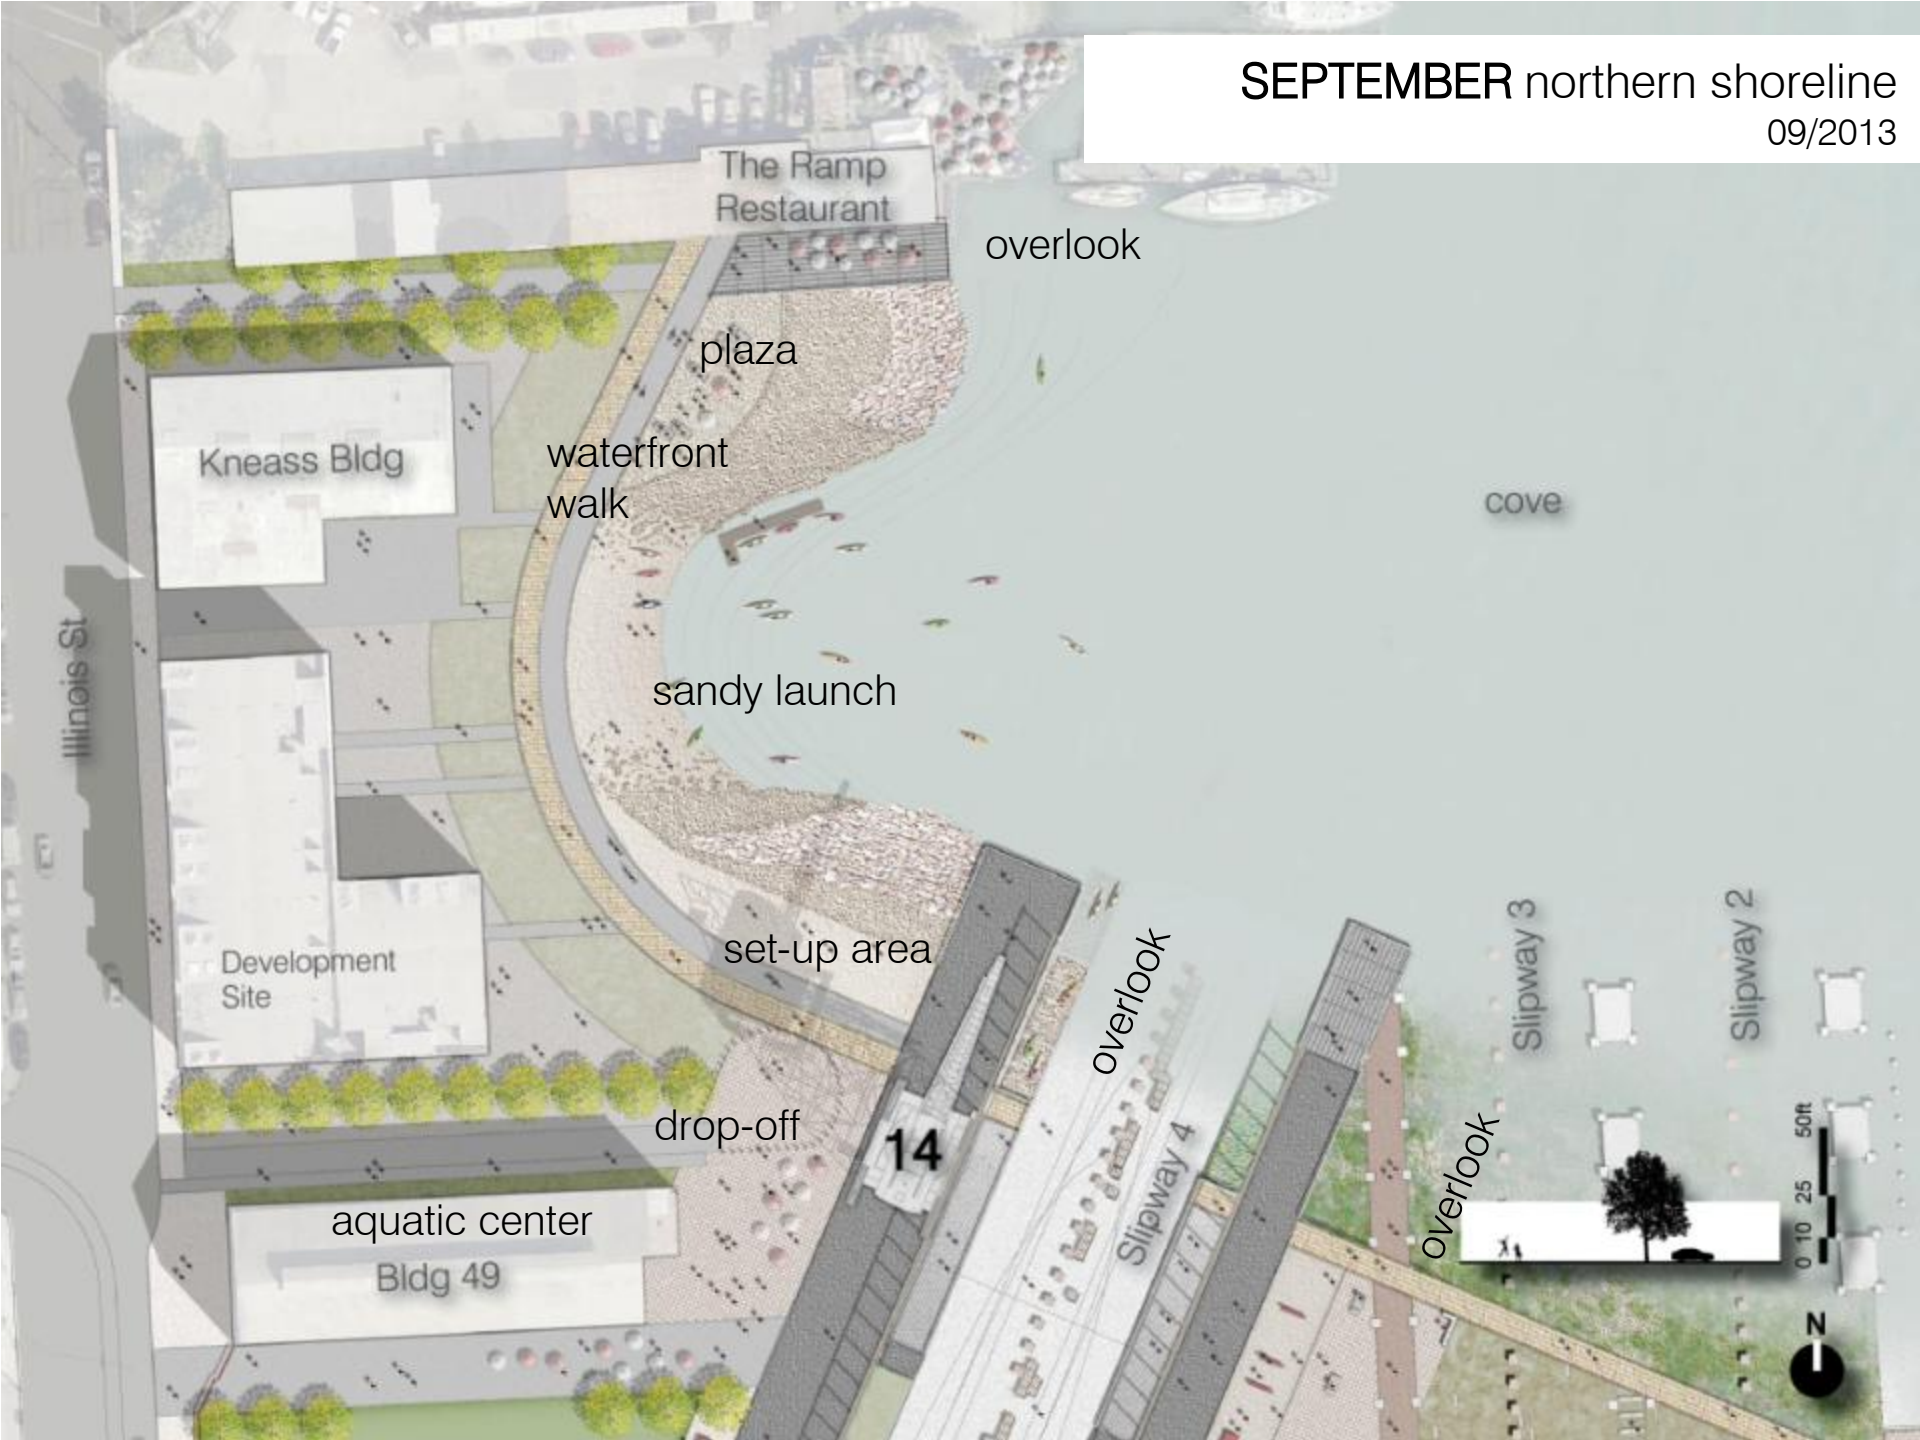 SEPTEMBER northern shoreline
09/2013
The Ramp
Restaurant
overlook
plaza
waterfront
walk
Kneass Bldg
cove
Illinois St
sandy launch
Development
Site
set-up area
overlook
Slipway 3
Slipway 2
drop-off
14
Slipway 4
overlook
aquatic center
Bldg 49
0 10 25 50ft
N